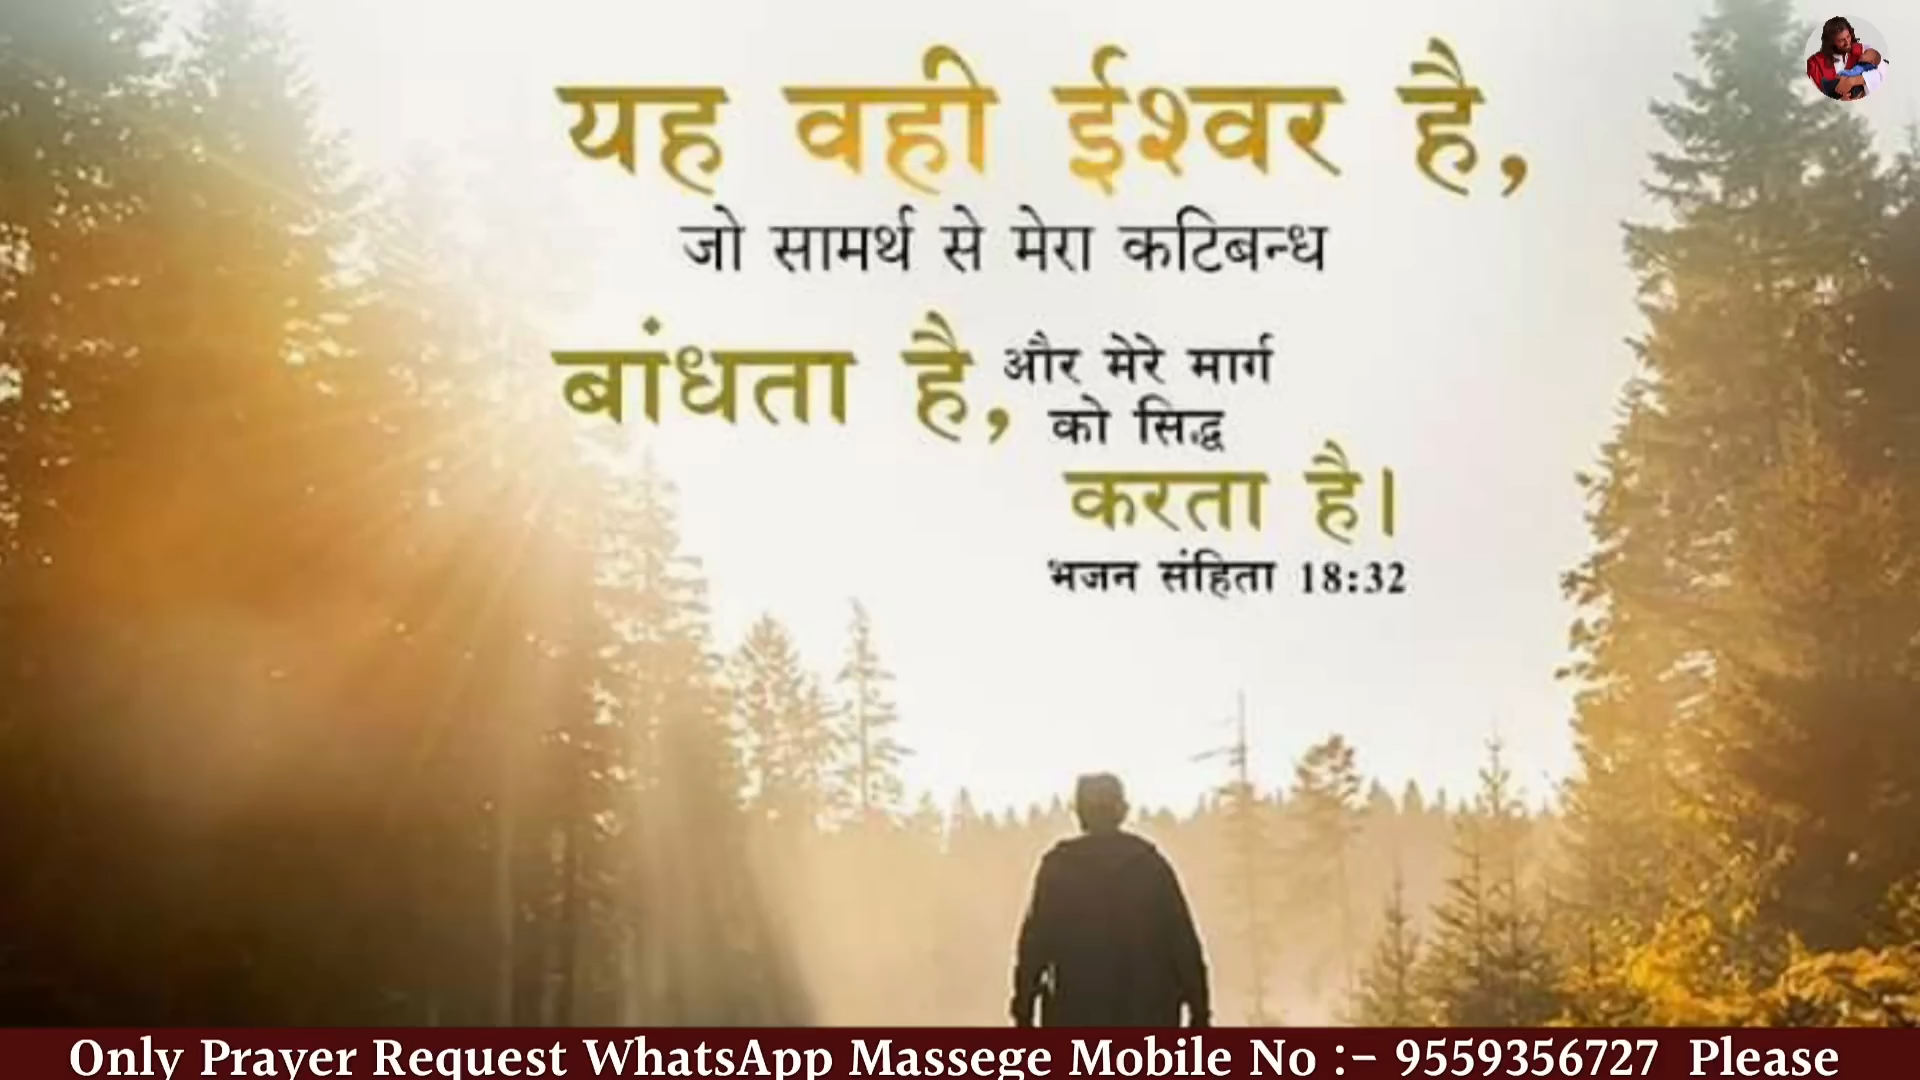 यह वही ईश्वर है,
जो सामर्थ से मेरा कटिबन्ध
बांधता है, और मेरे मार्ग
को सिद्ध
करता है।
भजन संहिता 18:32
Only Prayer Request WhatsApp Massege Mobile No :- 9559356727 Please